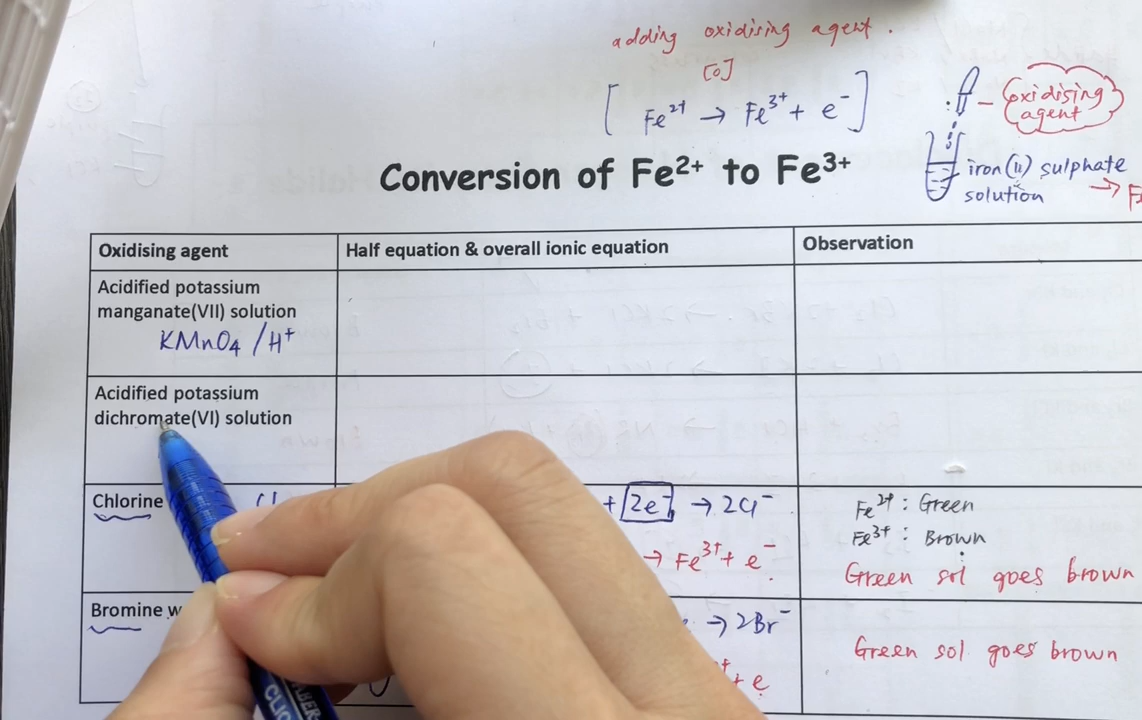 adding oxidising agent.
[O]
[ Fe²⁺ → Fe³⁺ + e⁻ ]
oxidising
agent
iron(ii) sulphate
solution
Conversion of Fe²⁺ to Fe³⁺
Oxidising agent
Half equation & overall ionic equation
Observation
Acidified potassium
manganate(VII) solution
KMnO₄ / H⁺
Acidified potassium
dichromate(VI) solution
Chlorine
+ 2e⁻ → 2Cl⁻
→ Fe³⁺ + e⁻
Fe²⁺ : Green
Fe³⁺ : Brown
Green sol goes brown
Bromine
→ 2Br⁻
+ e
Green sol goes brown